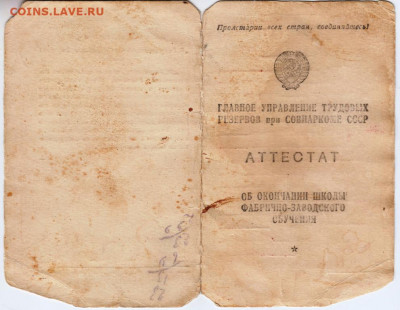 COINS.LAVE.RU
Пролетарии всех стран, соединяйтесь!
ГЛАВНОЕ УПРАВЛЕНИЕ ТРУДОВЫХ
РЕЗЕРВОВ при СОВНАРКОМЕ СССР
АТТЕСТАТ
ОБ ОКОНЧАНИИ ШКОЛЫ
ФАБРИЧНО-ЗАВОДСКОГО
ОБУЧЕНИЯ